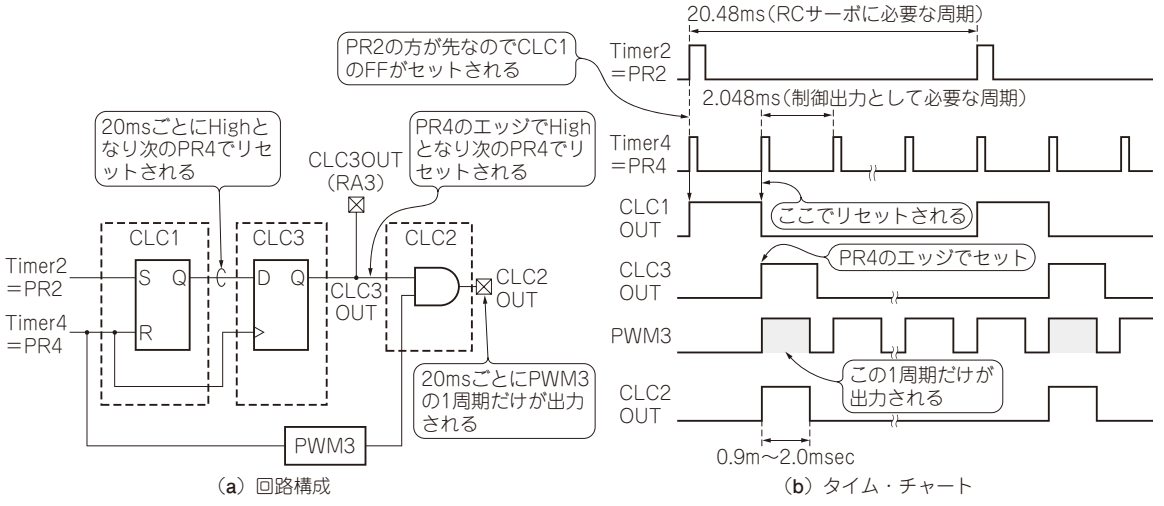 20msごとにHighと
なり次のPR4でリセ
ットされる
PR4のエッジでHigh
となり次のPR4でリ
セットされる
CLC3OUT
(RA3)
CLC1
CLC3
CLC2
Timer2
=PR2
S
Q
D
Q
CLC3
OUT
CLC2
OUT
Timer4
=PR4
R
20msごとにPWM3
の1周期だけが出力
される
PWM3
(a) 回路構成
20.48ms(RCサーボに必要な周期)
PR2の方が先なのでCLC1
のFFがセットされる
Timer2
=PR2
2.048ms(制御出力として必要な周期)
Timer4
=PR4
CLC1
OUT
ここでリセットされる
CLC3
OUT
PR4のエッジでセット
PWM3
この1周期だけが
出力される
CLC2
OUT
0.9m〜2.0msec
(b) タイム・チャート